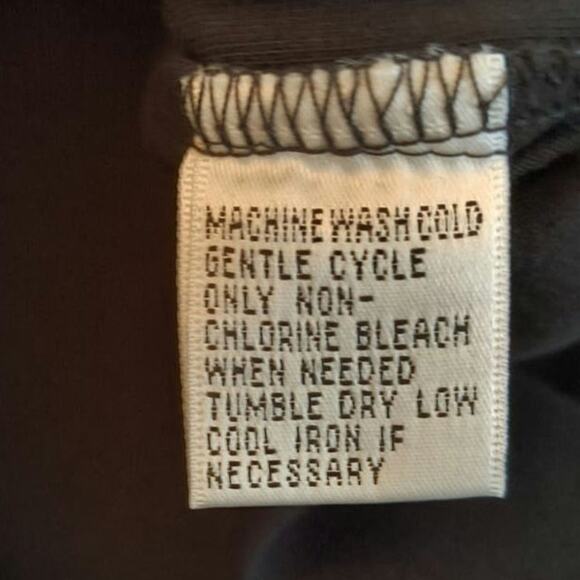 MACHINE WASH COLD
GENTLE CYCLE
ONLY NON-
CHLORINE BLEACH
WHEN NEEDED
TUMBLE DRY LOW
COOL IRON IF
NECESSARY